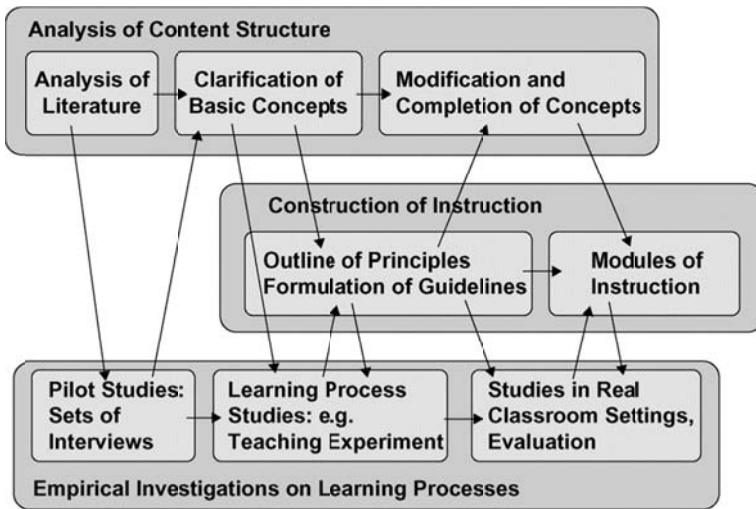 Analysis of Content Structure
Analysis of
Literature
Clarification of
Basic Concepts
Modification and
Completion of Concepts
Construction of Instruction
Outline of Principles
Formulation of Guidelines
Modules of
Instruction
Pilot Studies:
Sets of
Interviews
Learning Process
Studies: e.g.
Teaching Experiment
Studies in Real
Classroom Settings,
Evaluation
Empirical Investigations on Learning Processes